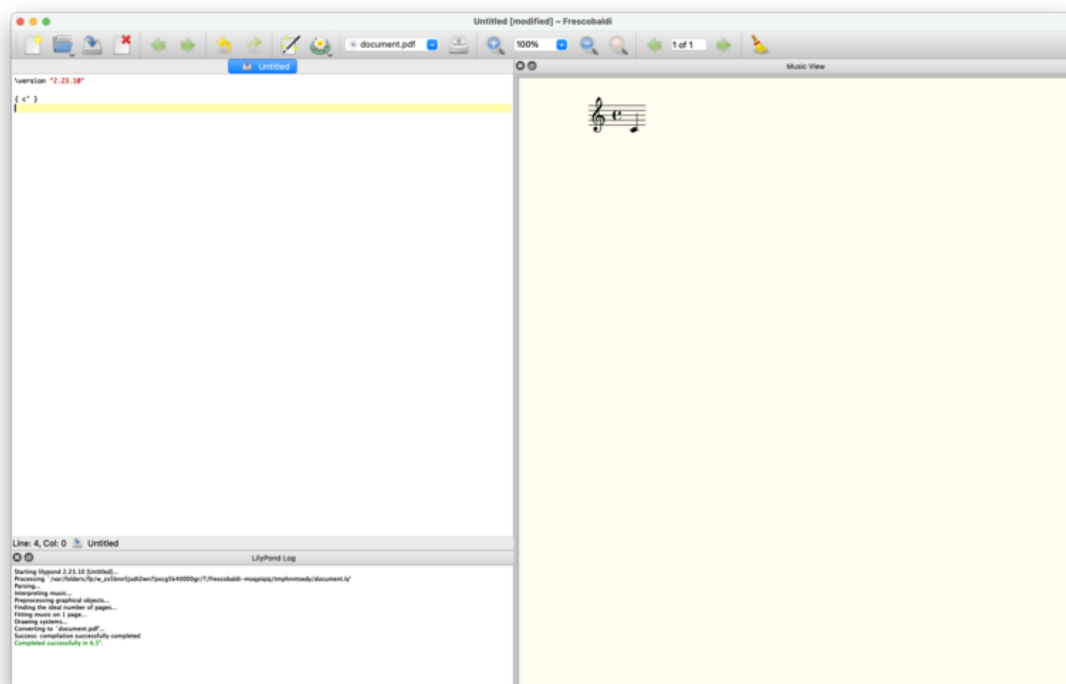 Untitled [modified] – Frescobaldi
document.pdf
100%
1 of 1
Untitled
Music View
\version "2.23.10"
{ c' }
Line: 4, Col: 0 Untitled
LilyPond Log
Starting lilypond 2.23.10 [Untitled]...
Parsing...
Interpreting music...
Preprocessing graphical objects...
Finding the ideal number of pages...
Fitting music on 1 page...
Drawing systems...
Converting to `document.pdf'...
Success: compilation successfully completed
Completed successfully in 6.5".